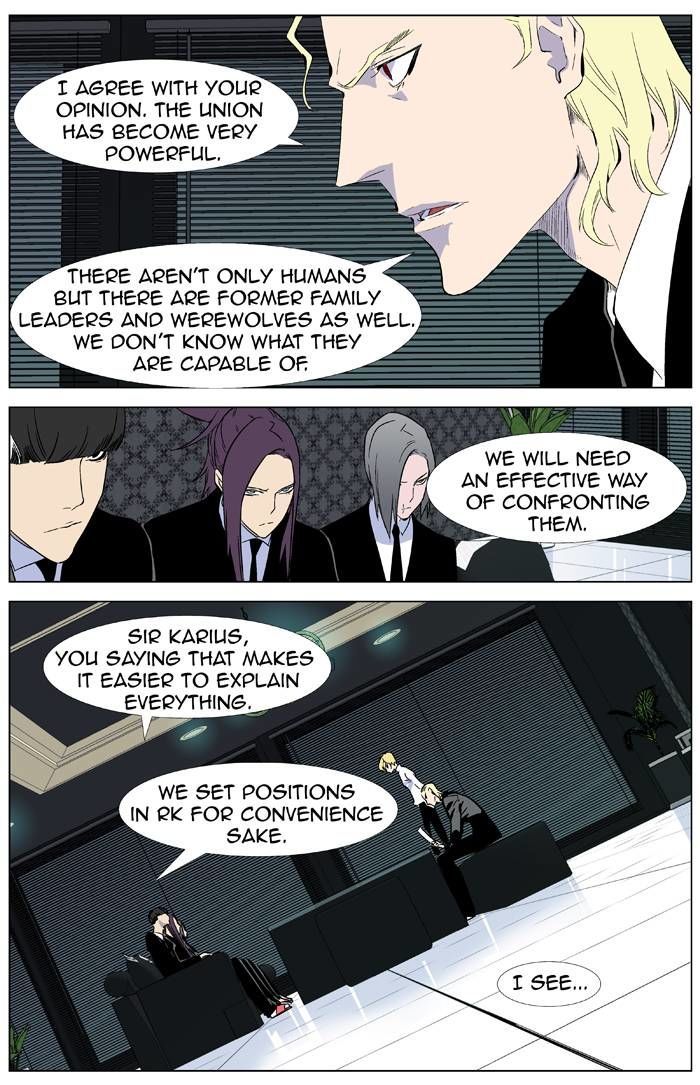 I AGREE WITH YOUR
OPINION. THE UNION
HAS BECOME VERY
POWERFUL.
THERE AREN'T ONLY HUMANS
BUT THERE ARE FORMER FAMILY
LEADERS AND WEREWOLVES AS WELL.
WE DON'T KNOW WHAT THEY
ARE CAPABLE OF.
WE WILL NEED
AN EFFECTIVE WAY
OF CONFRONTING
THEM.
SIR KARIUS,
YOU SAYING THAT MAKES
IT EASIER TO EXPLAIN
EVERYTHING.
WE SET POSITIONS
IN RK FOR CONVENIENCE
SAKE.
I SEE...